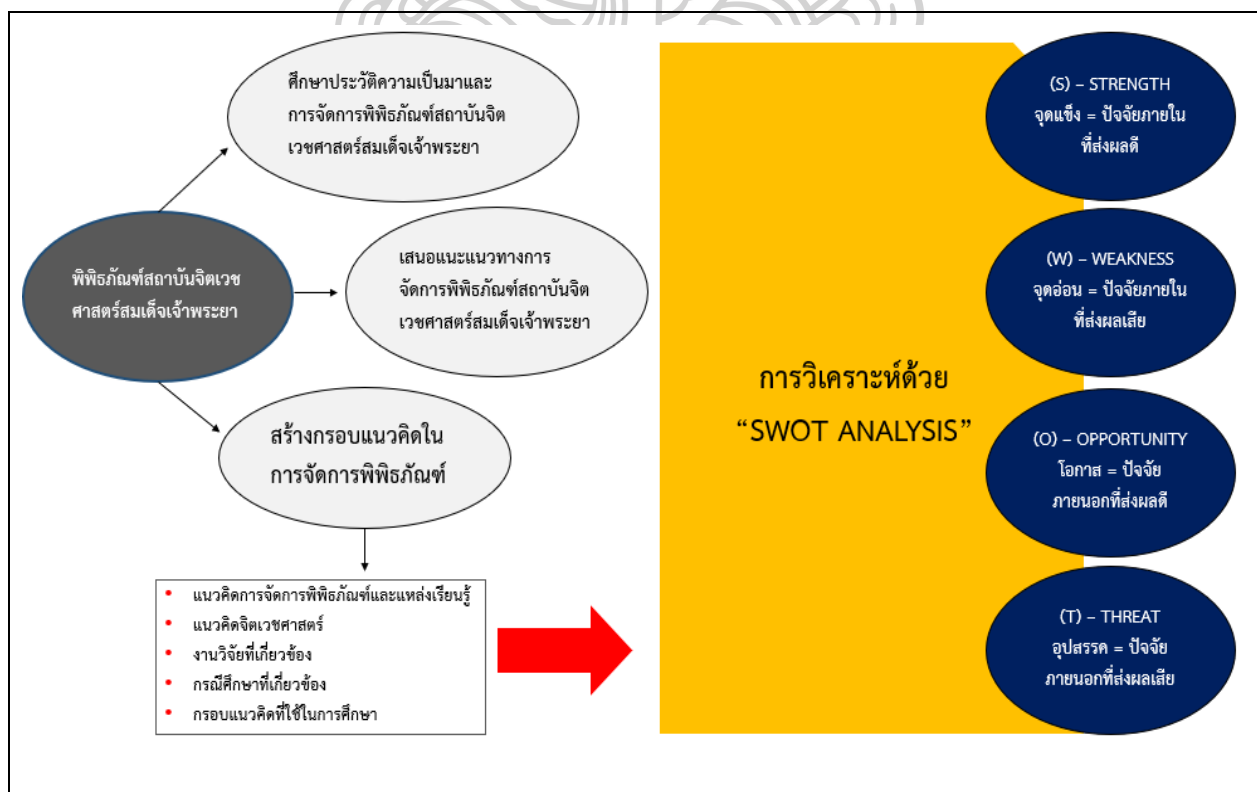 ศึกษาประวัติความเป็นมาและ
การจัดการพิพิธภัณฑ์สถาบันจิต
เวชศาสตร์สมเด็จเจ้าพระยา
พิพิธภัณฑ์สถาบันจิตเวช
ศาสตร์สมเด็จเจ้าพระยา
เสนอแนะแนวทางการ
จัดการพิพิธภัณฑ์สถาบันจิต
เวชศาสตร์สมเด็จเจ้าพระยา
สร้างกรอบแนวคิดใน
การจัดการพิพิธภัณฑ์
• แนวคิดการจัดการพิพิธภัณฑ์และแหล่งเรียนรู้
• แนวคิดจิตเวชศาสตร์
• งานวิจัยที่เกี่ยวข้อง
• กรณีศึกษาที่เกี่ยวข้อง
• กรอบแนวคิดที่ใช้ในการศึกษา
การวิเคราะห์ด้วย
“SWOT ANALYSIS”
(S) – STRENGTH
จุดแข็ง = ปัจจัยภายใน
ที่ส่งผลดี
(W) – WEAKNESS
จุดอ่อน = ปัจจัยภายใน
ที่ส่งผลเสีย
(O) – OPPORTUNITY
โอกาส = ปัจจัย
ภายนอกที่ส่งผลดี
(T) – THREAT
อุปสรรค = ปัจจัย
ภายนอกที่ส่งผลเสีย